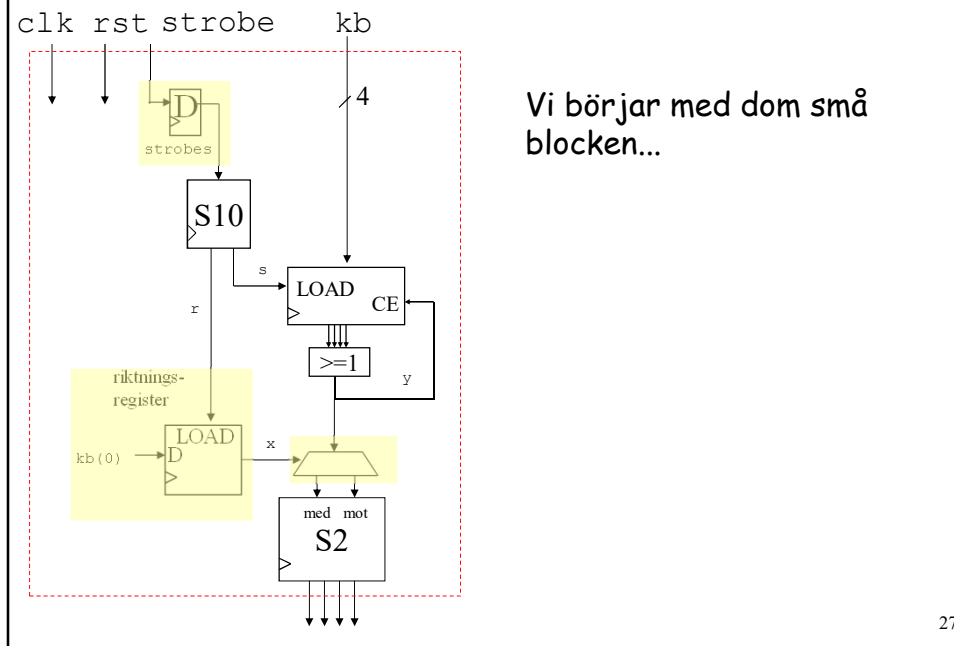 clk rst strobe kb
4
D
strobes
Vi börjar med dom små
blocken...
S10
s
LOAD
CE
r
>=1
y
riktnings-
register
LOAD
kb(0)
D
x
med mot
S2
27